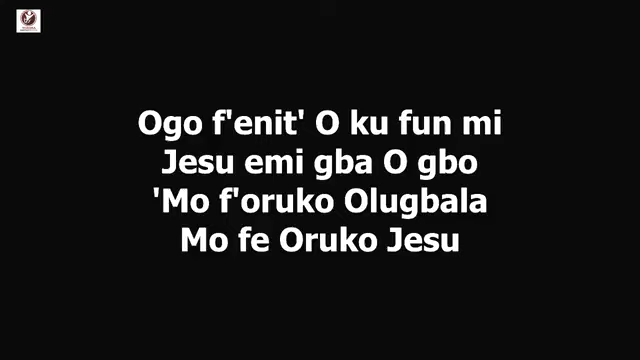 Ogo f'enit' O ku fun mi
Jesu emi gba O gbo
'Mo f'oruko Olugbala
Mo fe Oruko Jesu